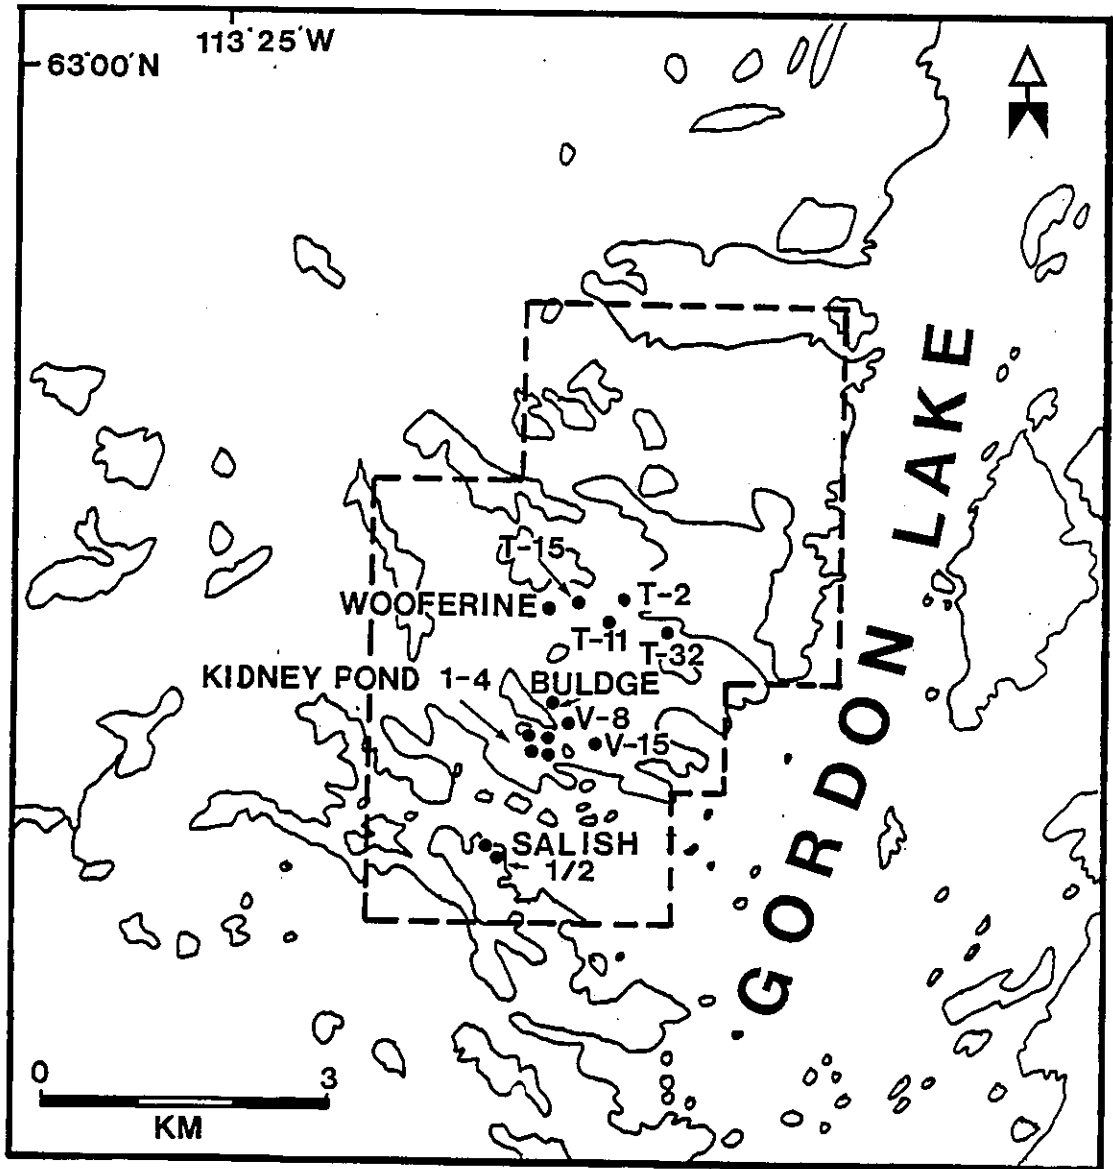 113°25'W
63°00'N
GORDON LAKE
T-15
WOOFERINE
T-2
T-11
T-32
KIDNEY POND 1-4
BULDGE
V-8
V-15
SALISH
1/2
0 3
KM